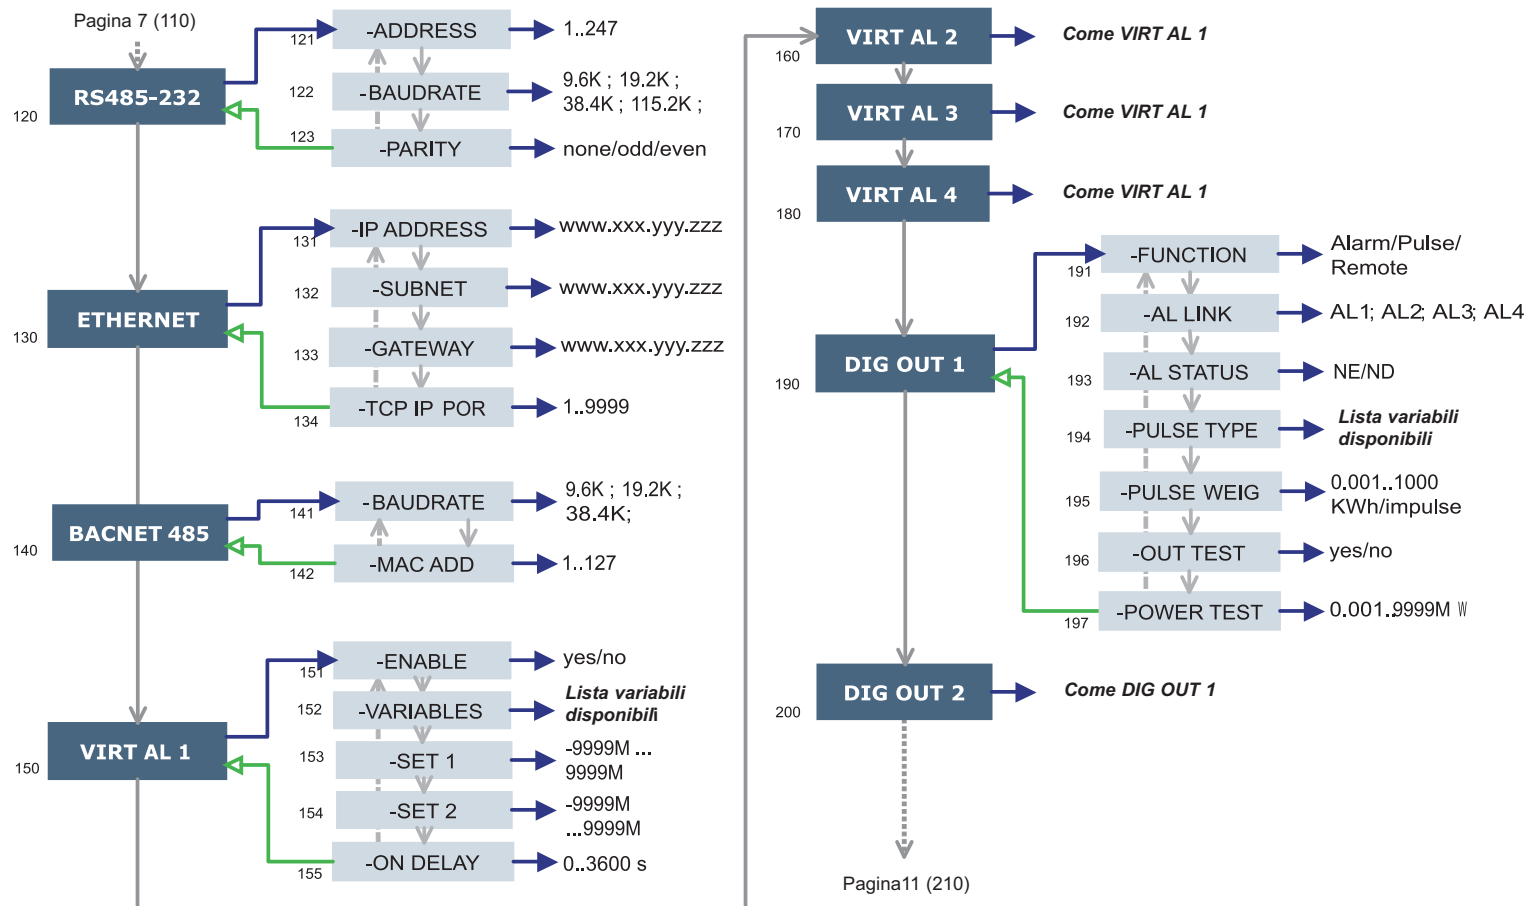 Pagina 7 (110)
120
RS485-232
121
-ADDRESS
1..247
122
-BAUDRATE
9.6K ; 19.2K ;
38.4K ; 115.2K ;
123
-PARITY
none/odd/even
130
ETHERNET
131
-IP ADDRESS
www.xxx.yyy.zzz
132
-SUBNET
www.xxx.yyy.zzz
133
-GATEWAY
www.xxx.yyy.zzz
134
-TCP IP POR
1..9999
140
BACNET 485
141
-BAUDRATE
9.6K ; 19.2K ;
38.4K;
142
-MAC ADD
1..127
150
VIRT AL 1
151
-ENABLE
yes/no
152
-VARIABLES
Lista variabili
disponibili
153
-SET 1
-9999M ...
9999M
154
-SET 2
-9999M
...9999M
155
-ON DELAY
0..3600 s
160
VIRT AL 2
Come VIRT AL 1
170
VIRT AL 3
Come VIRT AL 1
180
VIRT AL 4
Come VIRT AL 1
190
DIG OUT 1
191
-FUNCTION
Alarm/Pulse/
Remote
192
-AL LINK
AL1; AL2; AL3; AL4
193
-AL STATUS
NE/ND
194
-PULSE TYPE
Lista variabili
disponibili
195
-PULSE WEIG
0.001..1000
KWh/impulse
196
-OUT TEST
yes/no
197
-POWER TEST
0.001..9999M W
200
DIG OUT 2
Come DIG OUT 1
Pagina11 (210)